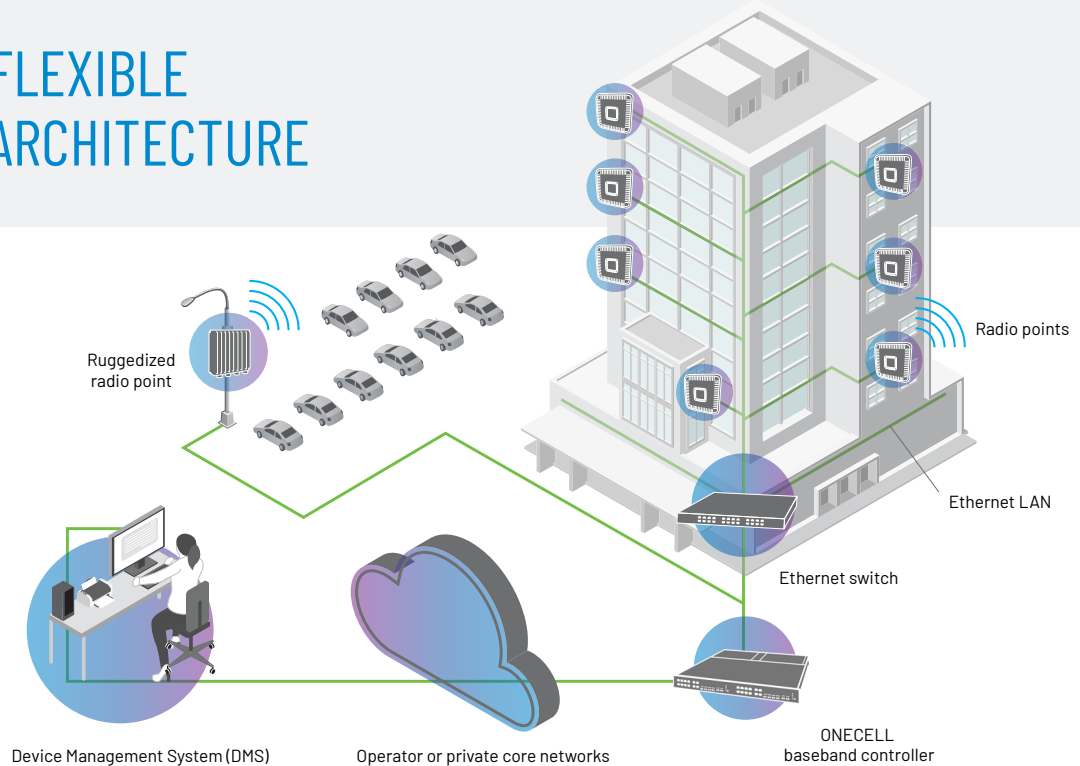 FLEXIBLE
ARCHITECTURE
Ruggedized
radio point
Radio points
Ethernet LAN
Ethernet switch
ONECELL
baseband controller
Device Management System (DMS)
Operator or private core networks